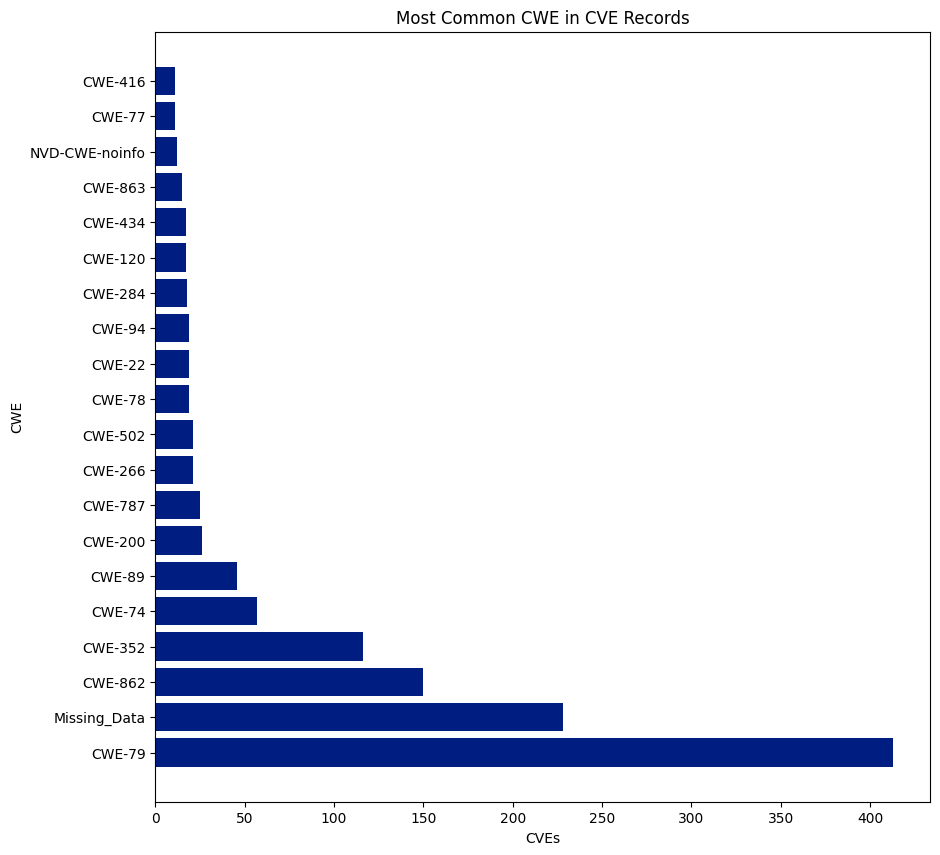 Most Common CWE in CVE Records
CWE-416
CWE-77
NVD-CWE-noinfo
CWE-863
CWE-434
CWE-120
CWE-284
CWE-94
CWE-22
CWE-78
CWE-502
CWE-266
CWE-787
CWE-200
CWE-89
CWE-74
CWE-352
CWE-862
Missing_Data
CWE-79
CWE
0 50 100 150 200 250 300 350 400
CVEs